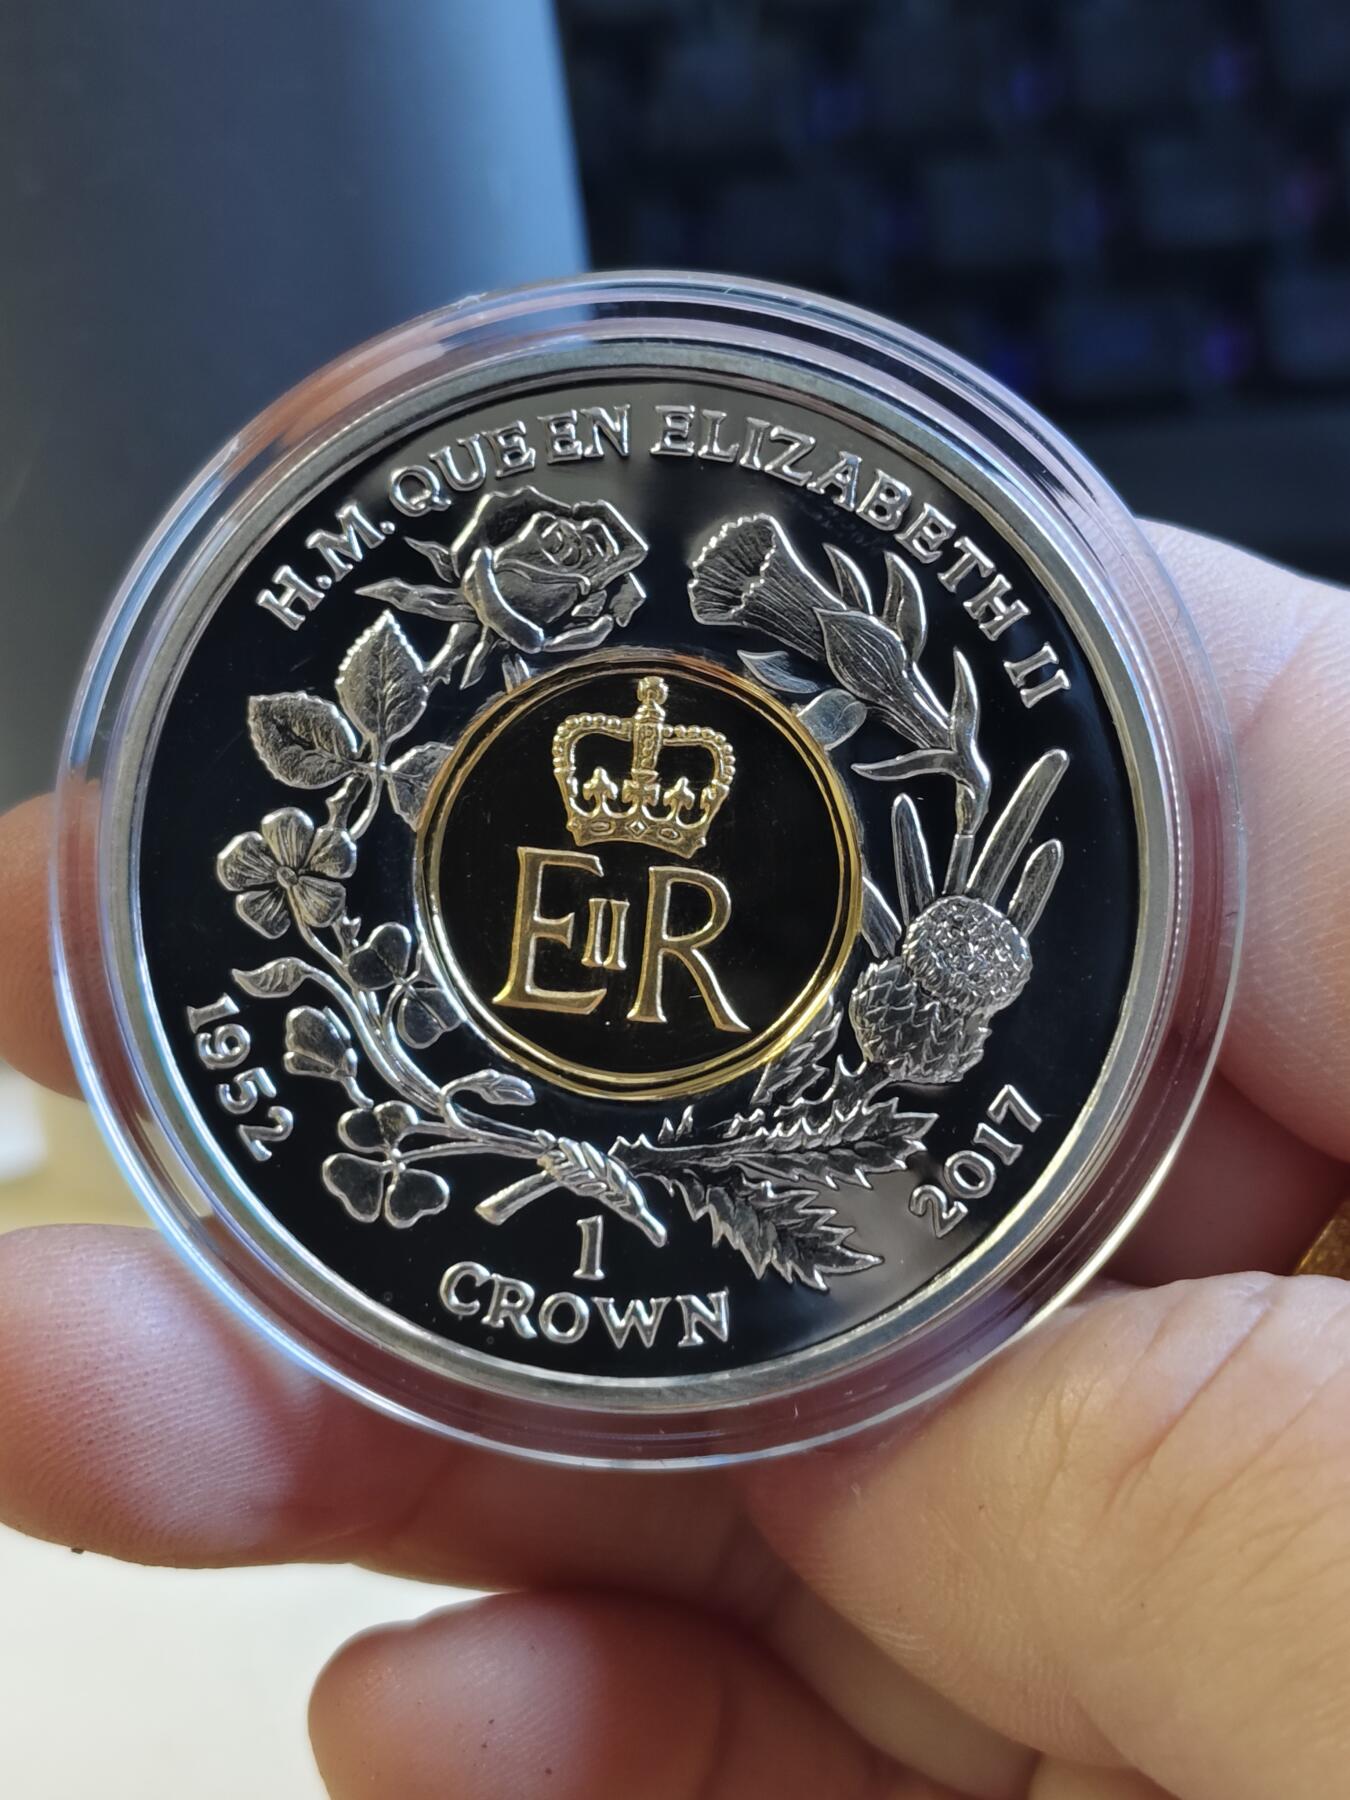 H.M. QUEEN ELIZABETH II
EIIR
1952
2017
1
CROWN